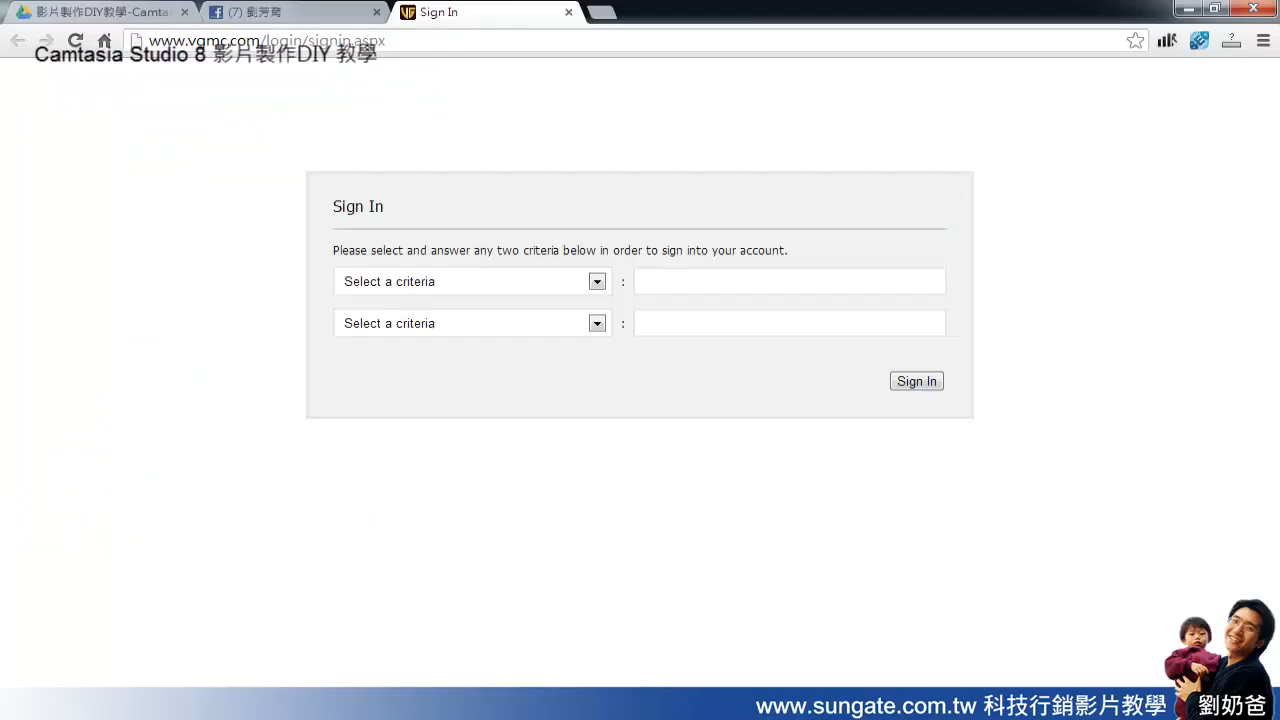 影片製作DIY教學-Camta
(7) 劉芳育
Sign In
www.vgmc.com/login/signin.aspx
Camtasia Studio 8 影片製作DIY 教學
Sign In
Please select and answer any two criteria below in order to sign into your account.
Select a criteria :
Select a criteria :
Sign In
www.sungate.com.tw 科技行銷影片教學 劉奶爸